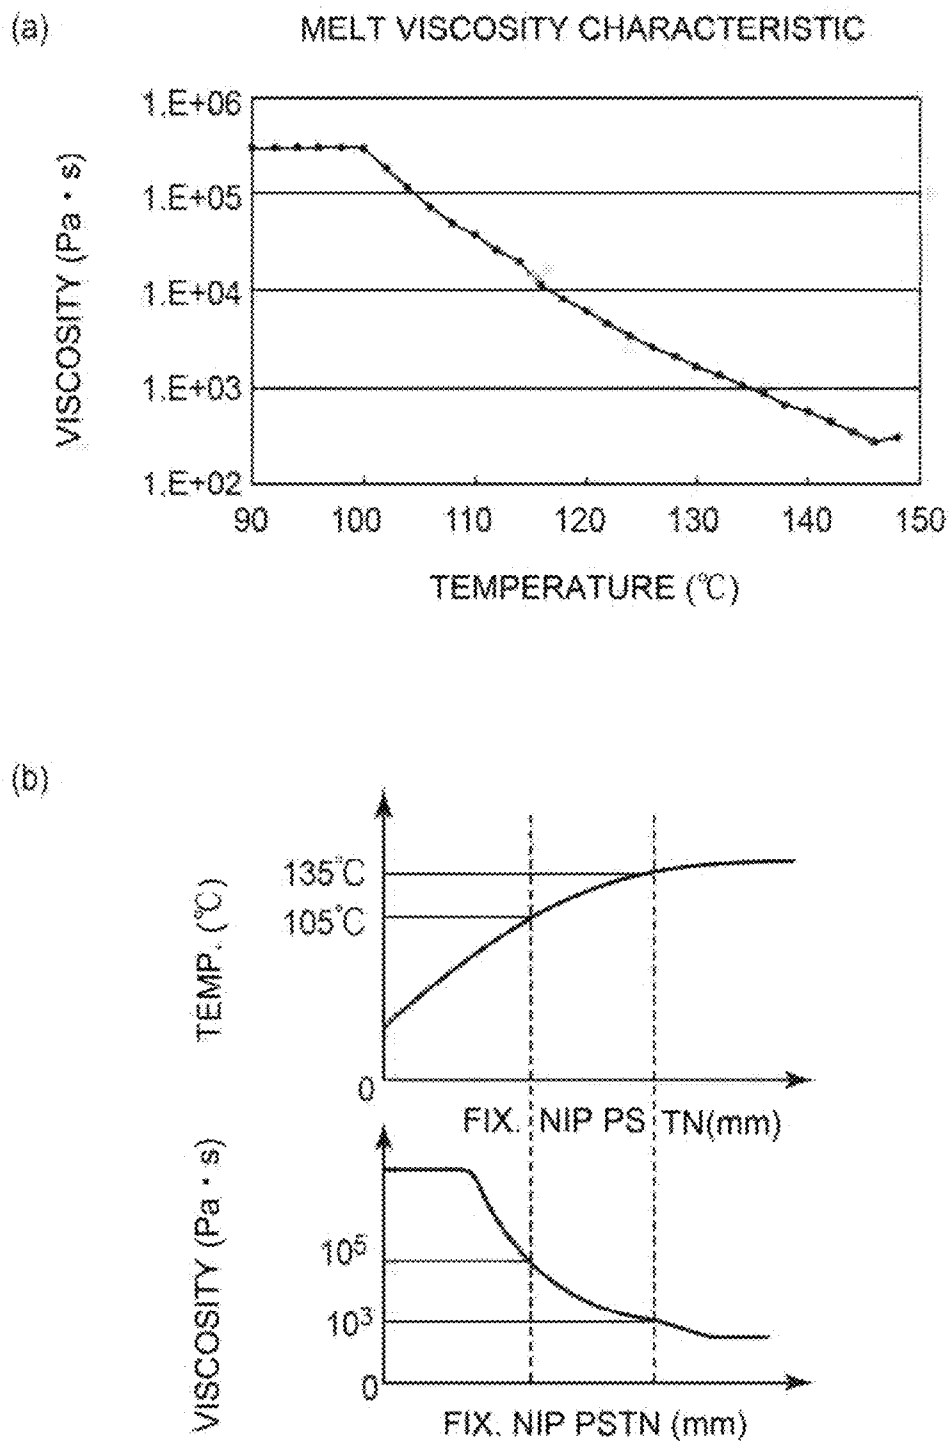 (a) MELT VISCOSITY CHARACTERISTIC
VISCOSITY (Pa・s)
1.E+06
1.E+05
1.E+04
1.E+03
1.E+02
90 100 110 120 130 140 150
TEMPERATURE (℃)
(b)
TEMP. (℃)
135℃
105℃
0
FIX. NIP PS TN(mm)
VISCOSITY (Pa・s)
10⁵
10³
0
FIX. NIP PSTN (mm)